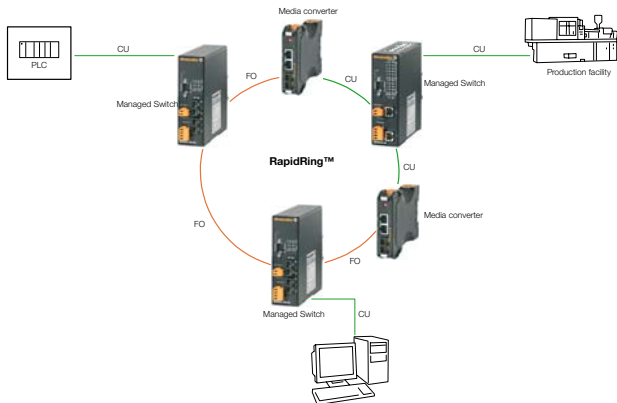 Media converter
CU
CU
PLC
FO
CU
Production facility
Managed Switch
Managed Switch
RapidRing™
CU
FO
Media converter
FO
Managed Switch
CU